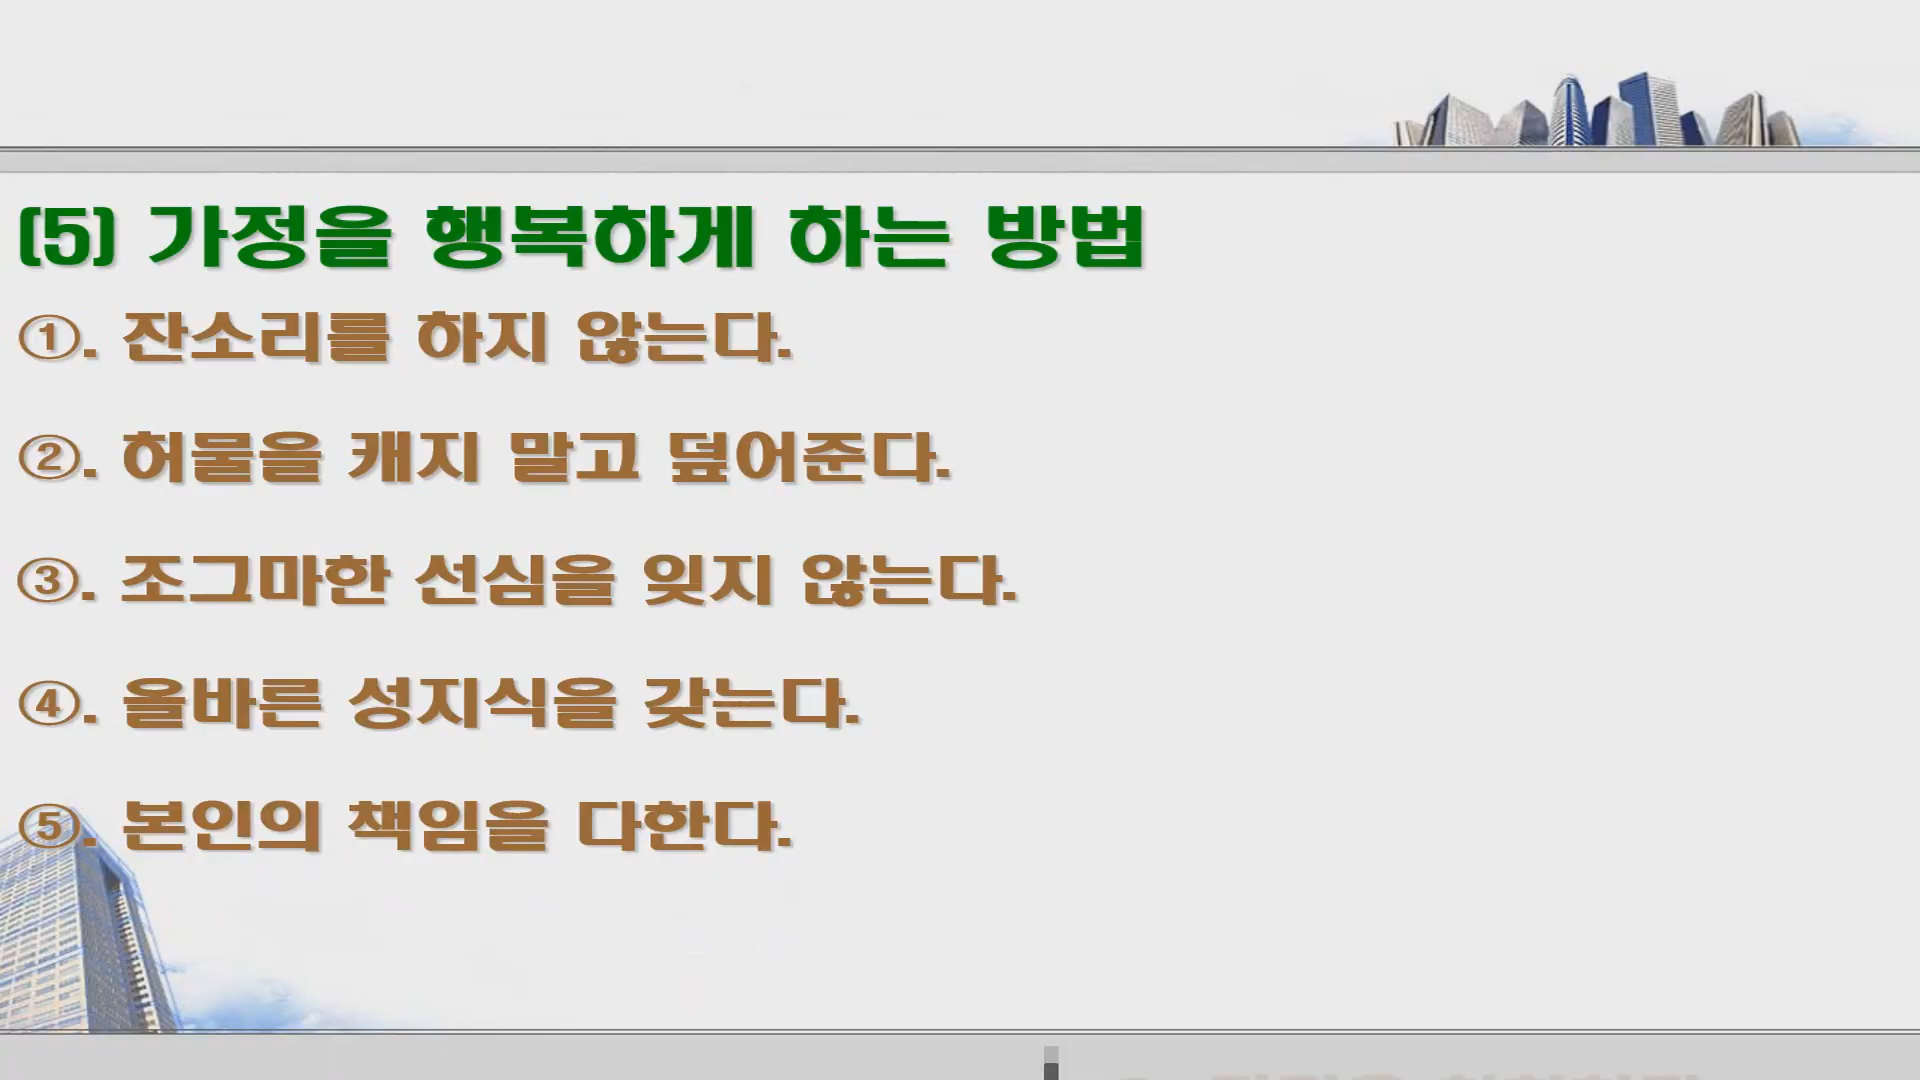 (5) 가정을 행복하게 하는 방법
①. 잔소리를 하지 않는다.
②. 허물을 캐지 말고 덮어준다.
③. 조그마한 선심을 잊지 않는다.
④. 올바른 성지식을 갖는다.
⑤. 본인의 책임을 다한다.